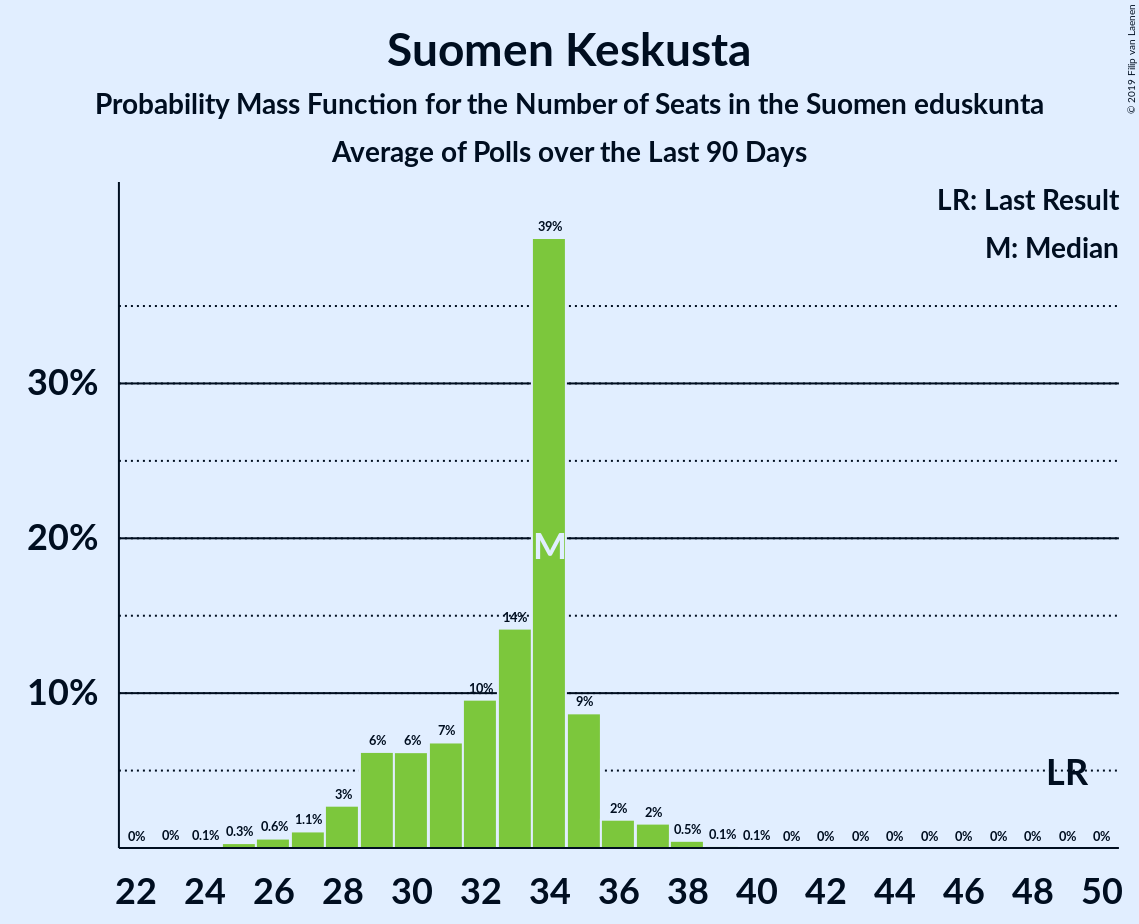 Suomen Keskusta
Probability Mass Function for the Number of Seats in the Suomen eduskunta
Average of Polls over the Last 90 Days
© 2019 Filip van Laenen
LR: Last Result
M: Median
39%
30%
20%
M
14%
10%
10%
9%
7%
6% 6%
LR
3%
2% 2%
0% 0% 0.1% 0.3% 0.6% 1.1% 0.5% 0.1% 0.1% 0% 0% 0% 0% 0% 0% 0% 0% 0% 0%
22 24 26 28 30 32 34 36 38 40 42 44 46 48 50